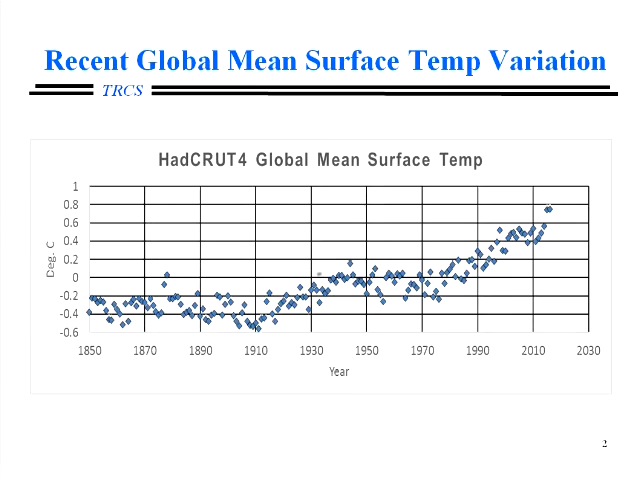 Recent Global Mean Surface Temp Variation
TRCS
HadCRUT4 Global Mean Surface Temp
1
0.8
0.6
0.4
0.2
0
-0.2
-0.4
-0.6
Deg. C
1850 1870 1890 1910 1930 1950 1970 1990 2010 2030
Year
2